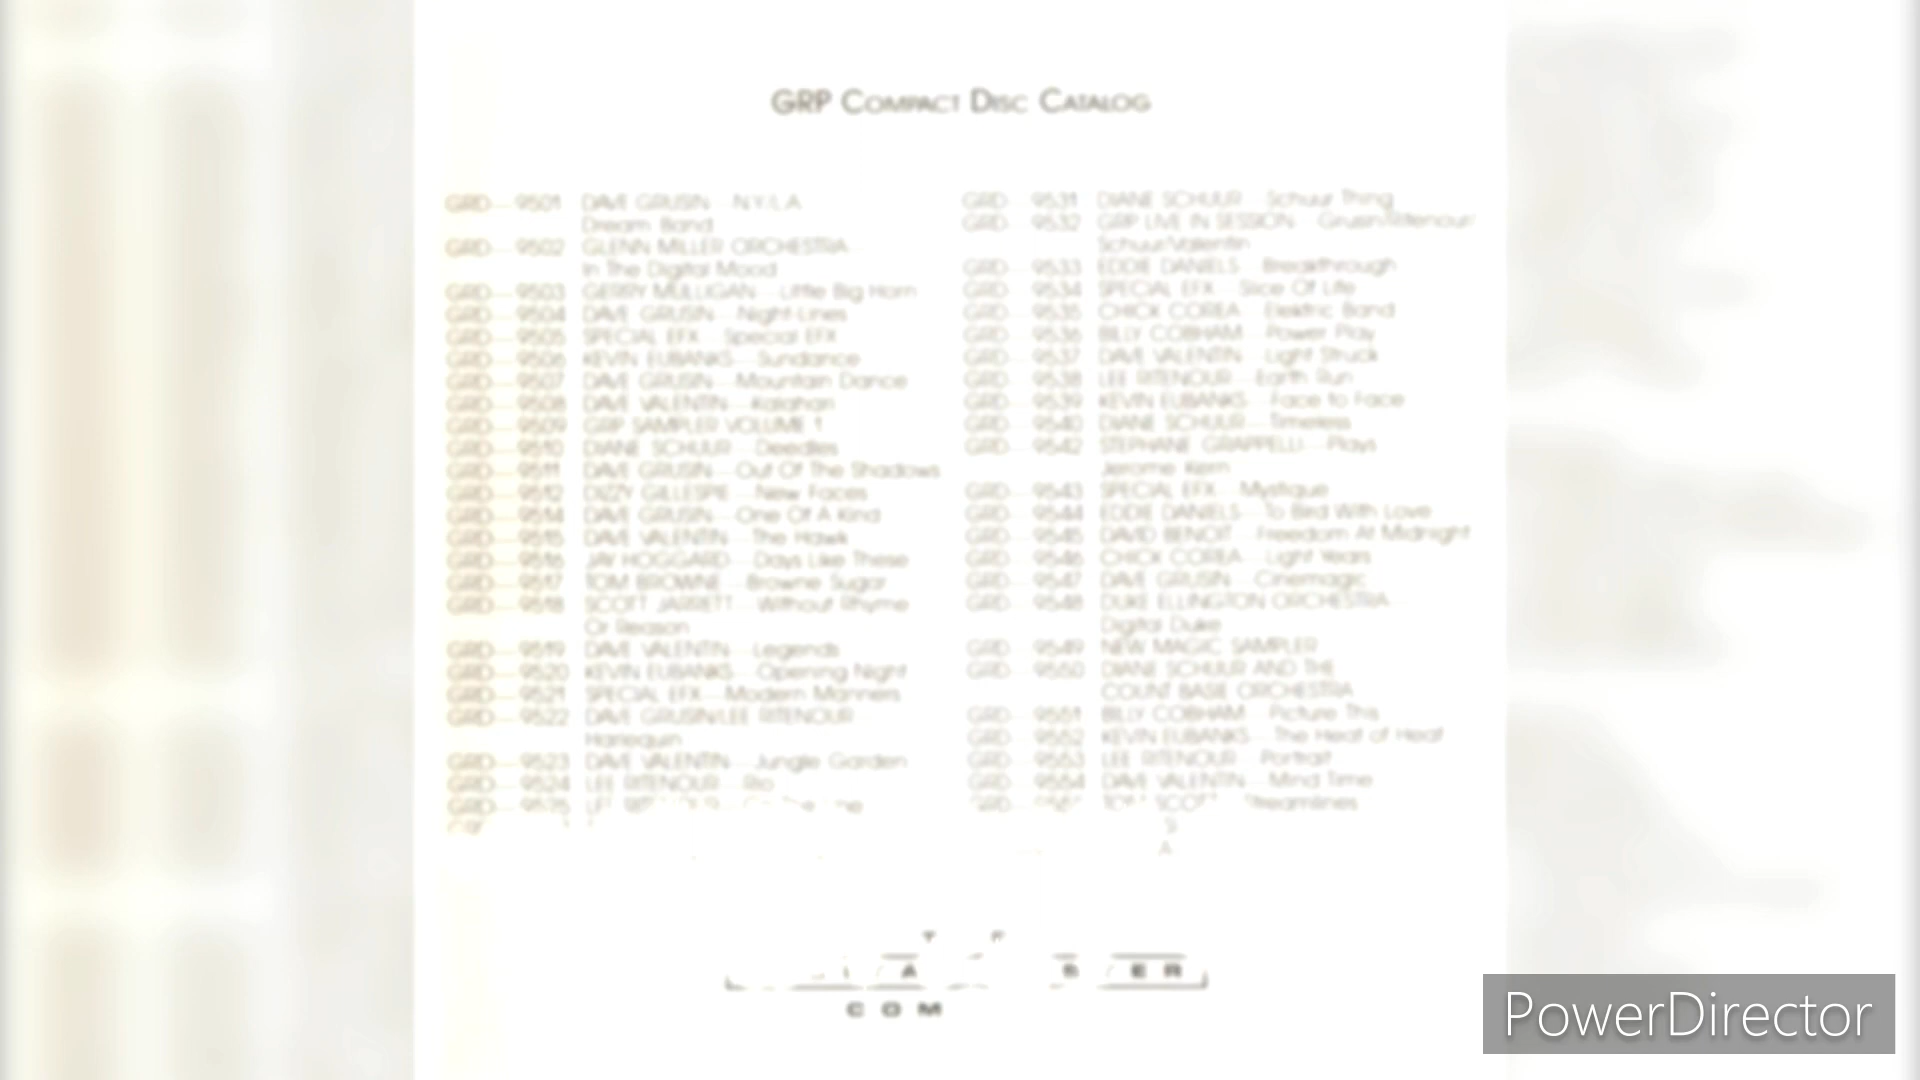 GRP COMPACT DISC CATALOG
GRD—9501 DAVE GRUSIN—N.Y./L.A.
Dream Band
GRD—9502 GLENN MILLER ORCHESTRA—
In The Digital Mood
GRD—9503 GERRY MULLIGAN—Little Big Horn
GRD—9504 DAVE GRUSIN—Night-Lines
GRD—9505 SPECIAL EFX—Special EFX
GRD—9506 KEVIN EUBANKS—Sundance
GRD—9507 DAVE GRUSIN—Mountain Dance
GRD—9508 DAVE VALENTIN—Kalahari
GRD—9509 GRP SAMPLER VOLUME 1
GRD—9510 DIANE SCHUUR—Deedles
GRD—9511 DAVE GRUSIN—Out Of The Shadows
GRD—9512 DIZZY GILLESPIE—New Faces
GRD—9514 DAVE GRUSIN—One Of A Kind
GRD—9515 DAVE VALENTIN—The Hawk
GRD—9516 JAY HOGGARD—Days Like These
GRD—9517 TOM BROWNE—Browne Sugar
GRD—9518 SCOTT JARRETT—Without Rhyme
Or Reason
GRD—9519 DAVE VALENTIN—Legends
GRD—9520 KEVIN EUBANKS—Opening Night
GRD—9521 SPECIAL EFX—Modern Manners
GRD—9522 DAVE GRUSIN/LEE RITENOUR—
Harlequin
GRD—9523 DAVE VALENTIN—Jungle Garden
GRD—9524 LEE RITENOUR—Rio
GRD—9525 LEE RITENOUR—
GRD—9531 DIANE SCHUUR—Schuur Thing
GRD—9532 GRP LIVE IN SESSION—Grusin/Ritenour/
Schuur/Valentin
GRD—9533 EDDIE DANIELS—Breakthrough
GRD—9534 SPECIAL EFX—Slice Of Life
GRD—9535 CHICK COREA—Elektric Band
GRD—9536 BILLY COBHAM—Power Play
GRD—9537 DAVE VALENTIN—Light Struck
GRD—9538 LEE RITENOUR—Earth Run
GRD—9539 KEVIN EUBANKS—Face to Face
GRD—9540 DIANE SCHUUR—Timeless
GRD—9542 STEPHANE GRAPPELLI—Plays
Jerome Kern
GRD—9543 SPECIAL EFX—Mystique
GRD—9544 EDDIE DANIELS—To Bird With Love
GRD—9545 DAVID BENOIT—Freedom At Midnight
GRD—9546 CHICK COREA—Light Years
GRD—9547 DAVE GRUSIN—Cinemagic
GRD—9548 DUKE ELLINGTON ORCHESTRA—
Digital Duke
GRD—9549 NEW MAGIC SAMPLER
GRD—9550 DIANE SCHUUR AND THE
COUNT BASIE ORCHESTRA
GRD—9551 BILLY COBHAM—Picture This
GRD—9552 KEVIN EUBANKS—The Heat of Heat
GRD—9553 LEE RITENOUR—Portrait
GRD—9554 DAVE VALENTIN—Mind Time
GRD— TOM SCOTT—Streamlines
PowerDirector